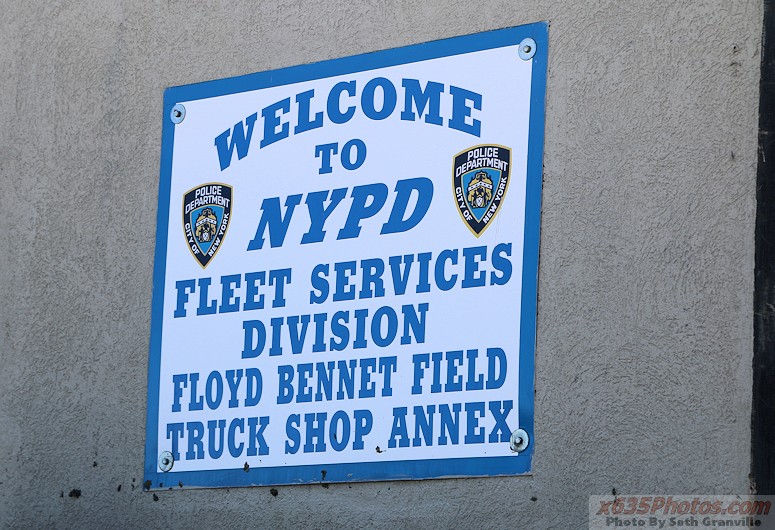 WELCOME
TO
NYPD
POLICE
DEPARTMENT
CITY OF
NEW YORK
POLICE
DEPARTMENT
CITY OF
NEW YORK
FLEET SERVICES
DIVISION
FLOYD BENNET FIELD
TRUCK SHOP ANNEX
x635Photos.com
Photo By Seth Granville